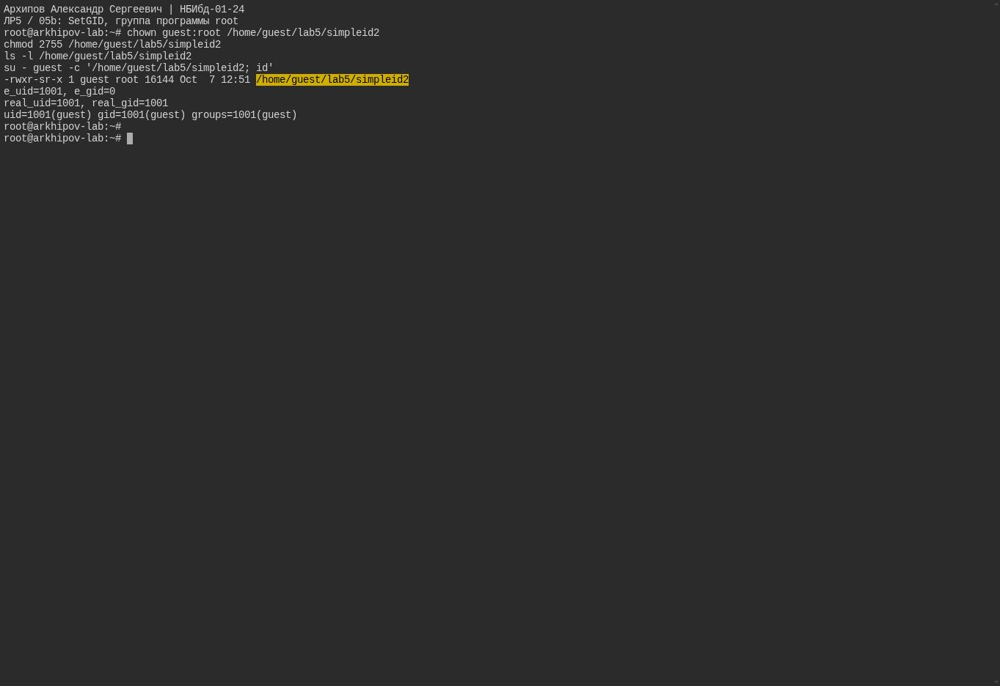 Архипов Александр Сергеевич | НБИбд-01-24
ЛР5 / 05b: SetGID, группа программы root
root@arkhipov-lab:~# chown guest:root /home/guest/lab5/simpleid2
chmod 2755 /home/guest/lab5/simpleid2
ls -l /home/guest/lab5/simpleid2
su - guest -c '/home/guest/lab5/simpleid2; id'
-rwxr-sr-x 1 guest root 16144 Oct  7 12:51 /home/guest/lab5/simpleid2
e_uid=1001, e_gid=0
real_uid=1001, real_gid=1001
uid=1001(guest) gid=1001(guest) groups=1001(guest)
root@arkhipov-lab:~#
root@arkhipov-lab:~#